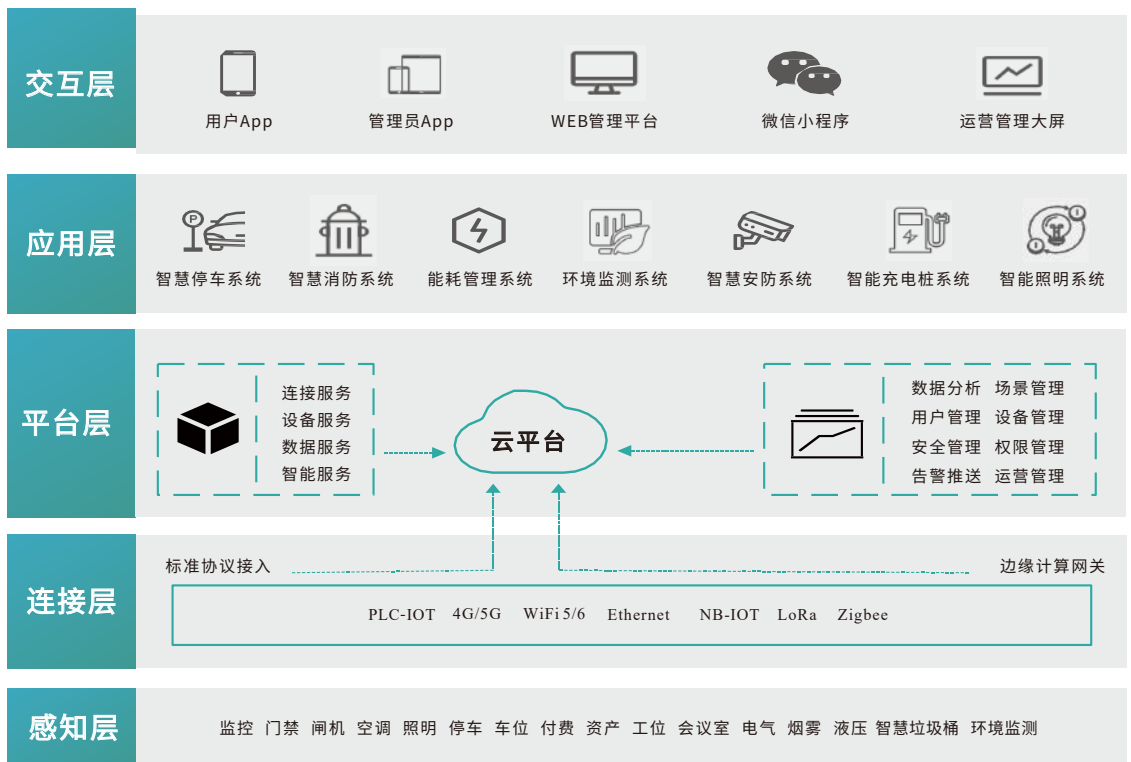 交互层
用户App 管理员App WEB管理平台 微信小程序 运营管理大屏
应用层
P
智慧停车系统 智慧消防系统 能耗管理系统 环境监测系统 智慧安防系统 智能充电桩系统 智能照明系统
平台层
连接服务
设备服务
数据服务
智能服务
云平台
数据分析 场景管理
用户管理 设备管理
安全管理 权限管理
告警推送 运营管理
连接层
标准协议接入
边缘计算网关
PLC-IOT 4G/5G WiFi 5/6 Ethernet NB-IOT LoRa Zigbee
感知层
监控 门禁 闸机 空调 照明 停车 车位 付费 资产 工位 会议室 电气 烟雾 液压 智慧垃圾桶 环境监测